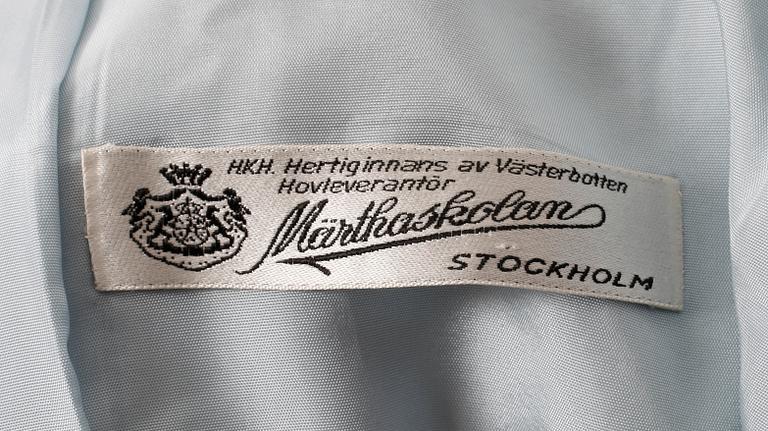 HKH. Hertiginnans av Västerbotten
Hovleverantör
Märthaskolan
STOCKHOLM